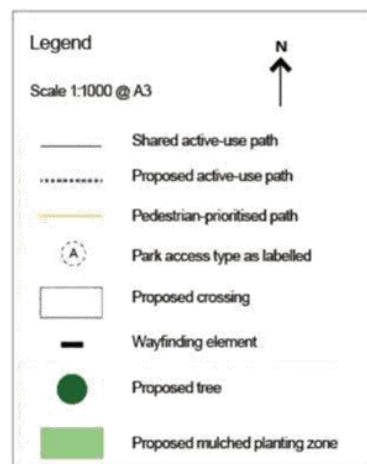 Legend
N
Scale 1:1000 @ A3
Shared active-use path
Proposed active-use path
Pedestrian-prioritised path
A
Park access type as labelled
Proposed crossing
Wayfinding element
Proposed tree
Proposed mulched planting zone